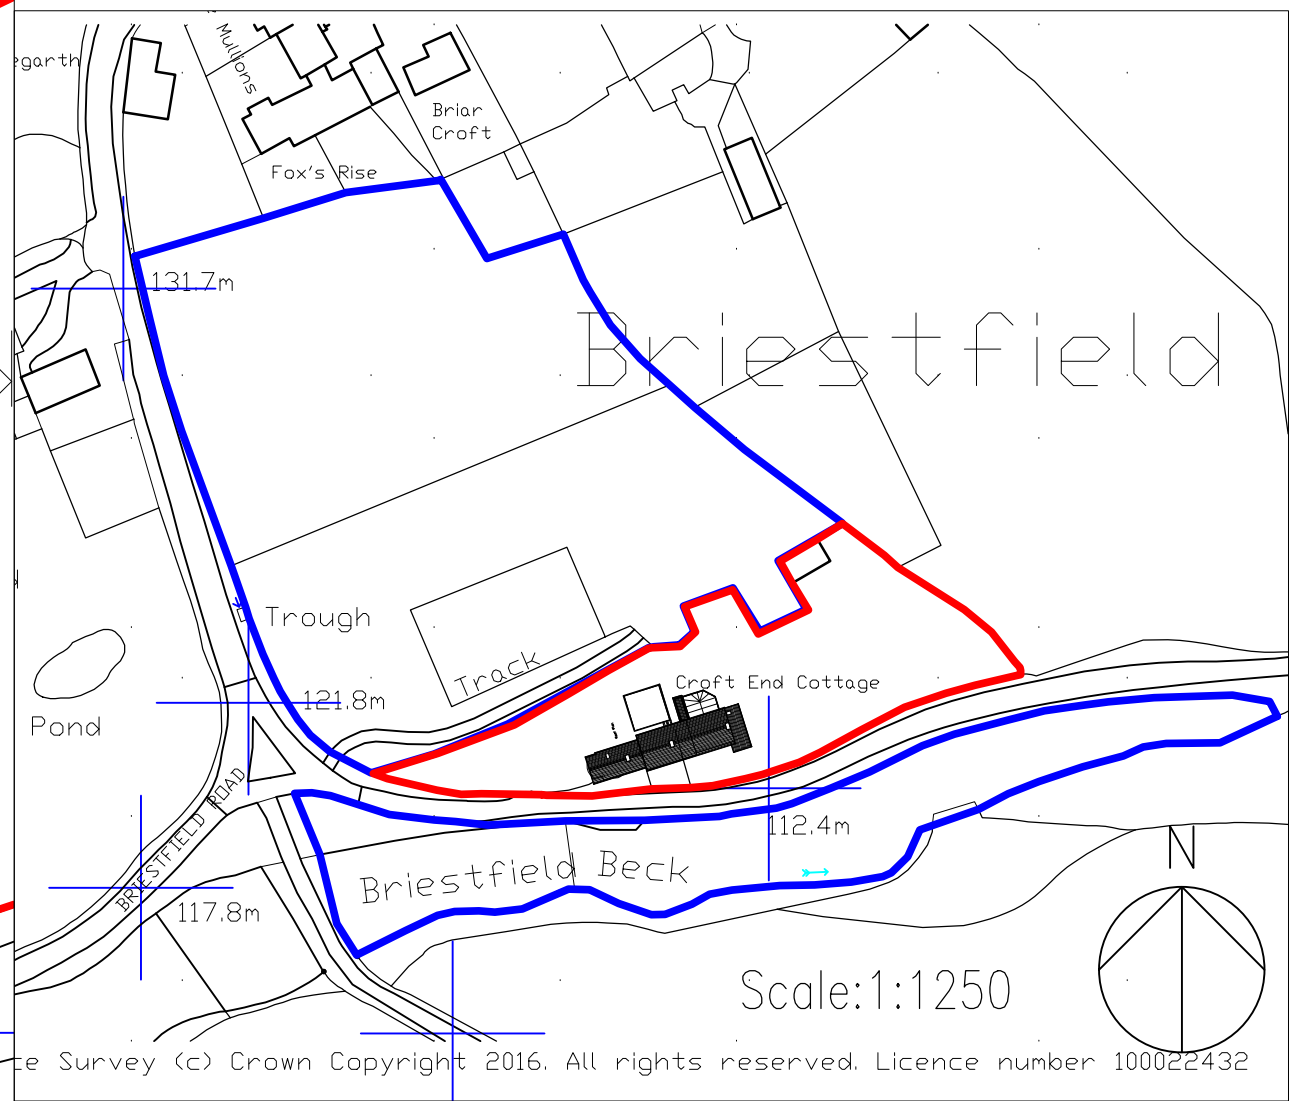 Mullions
egarth
Briar
Croft
Fox's Rise
131.7m
Briestfield
Trough
Track
Croft End Cottage
121.8m
Pond
BRIESTFIELD ROAD
112.4m
Briestfield Beck
117.8m
N
Scale:1:1250
ce Survey (c) Crown Copyright 2016. All rights reserved. Licence number 100022432